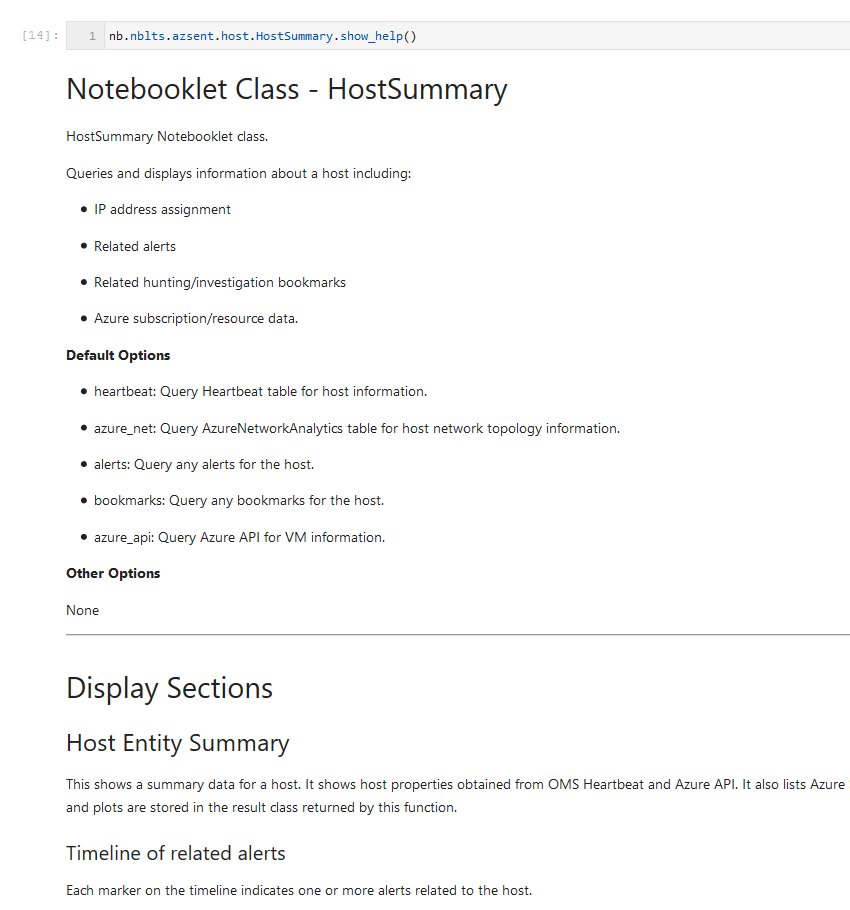 [14]: 1 nb.nblts.azsent.host.HostSummary.show_help()
Notebooklet Class - HostSummary
HostSummary Notebooklet class.
Queries and displays information about a host including:
• IP address assignment
• Related alerts
• Related hunting/investigation bookmarks
• Azure subscription/resource data.
Default Options
• heartbeat: Query Heartbeat table for host information.
• azure_net: Query AzureNetworkAnalytics table for host network topology information.
• alerts: Query any alerts for the host.
• bookmarks: Query any bookmarks for the host.
• azure_api: Query Azure API for VM information.
Other Options
None
Display Sections
Host Entity Summary
This shows a summary data for a host. It shows host properties obtained from OMS Heartbeat and Azure API. It also lists Azure
and plots are stored in the result class returned by this function.
Timeline of related alerts
Each marker on the timeline indicates one or more alerts related to the host.